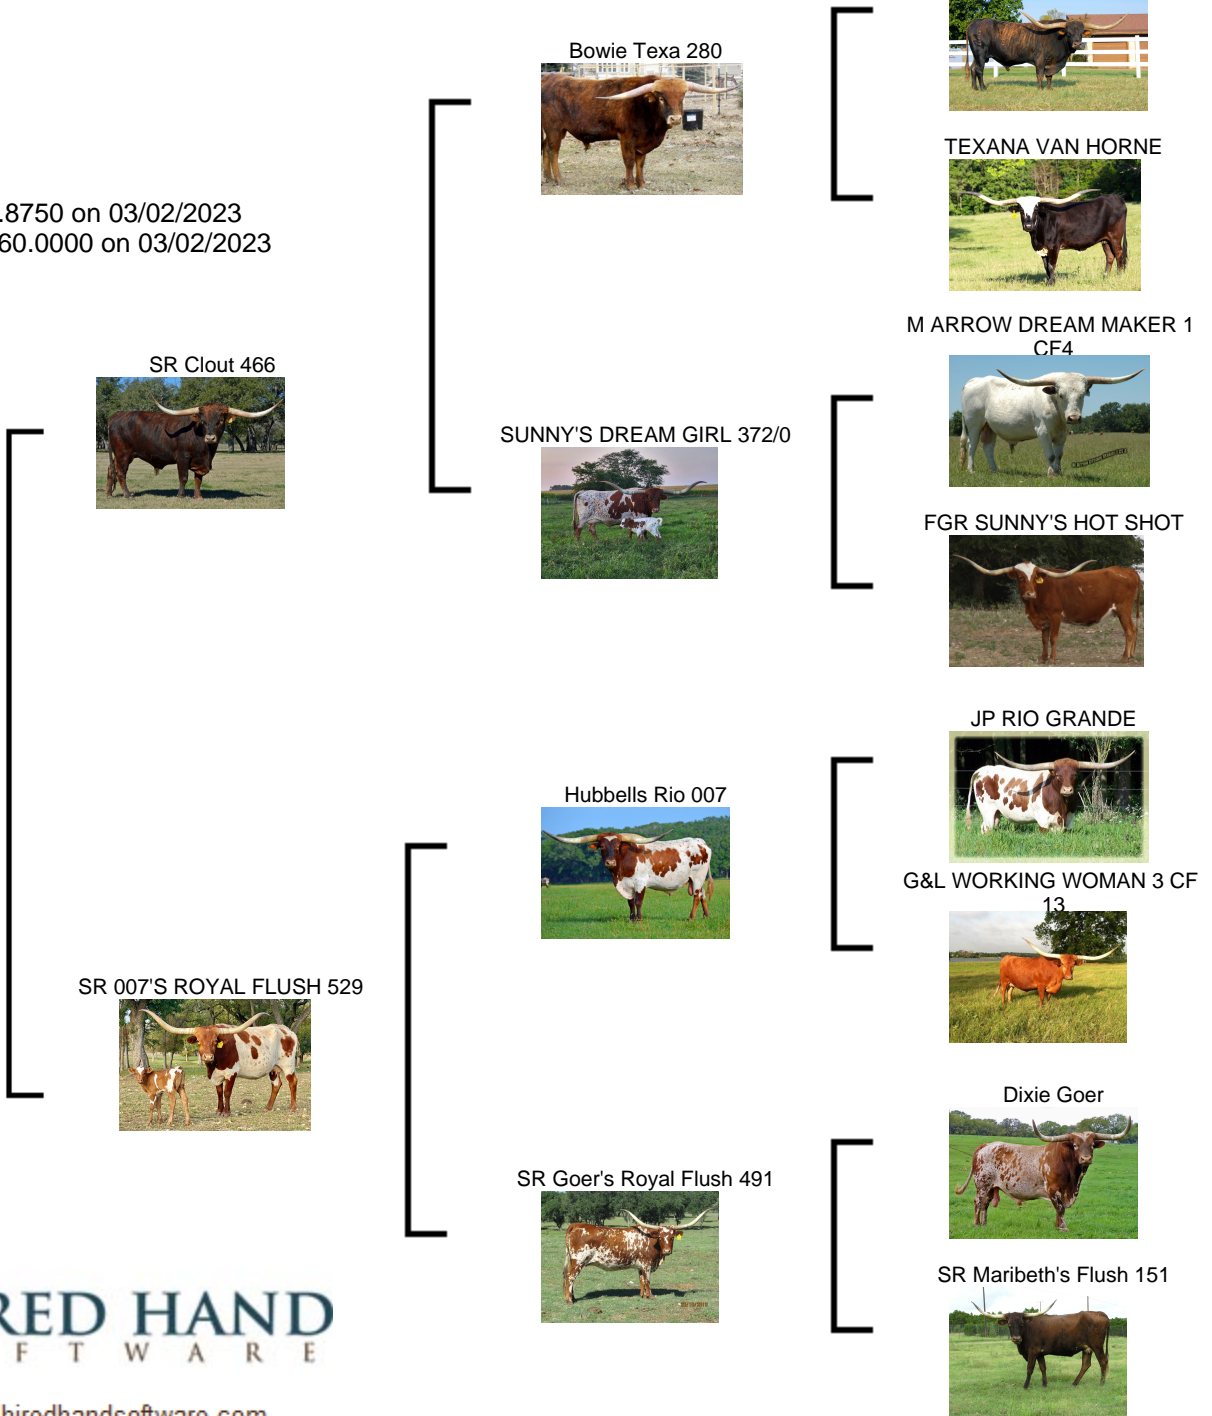 Bowie Texa 280
TEXANA VAN HORNE
.8750 on 03/02/2023
60.0000 on 03/02/2023
M ARROW DREAM MAKER 1
CF4
SR Clout 466
SUNNY'S DREAM GIRL 372/0
FGR SUNNY'S HOT SHOT
JP RIO GRANDE
Hubbells Rio 007
G&L WORKING WOMAN 3 CF
13
SR 007'S ROYAL FLUSH 529
Dixie Goer
SR Goer's Royal Flush 491
SR Maribeth's Flush 151
RED HAND
F T W A R E
hiredhandsoftware.com